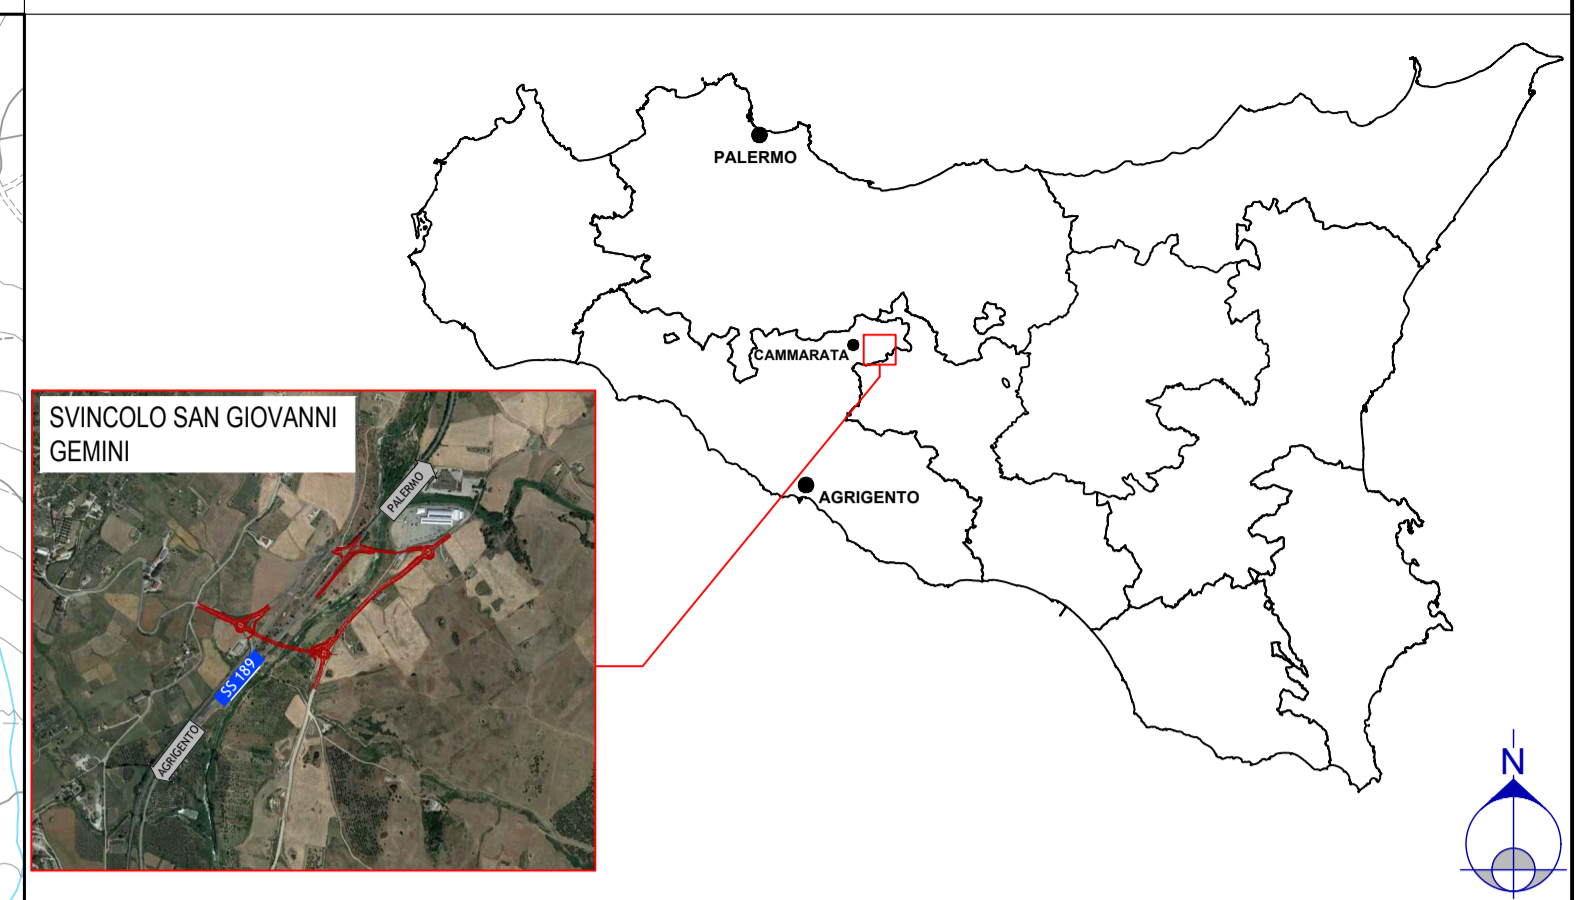 PALERMO
CAMMARATA
AGRIGENTO
SVINCOLO SAN GIOVANNI
GEMINI
PALERMO
SS 189
AGRIGENTO
N